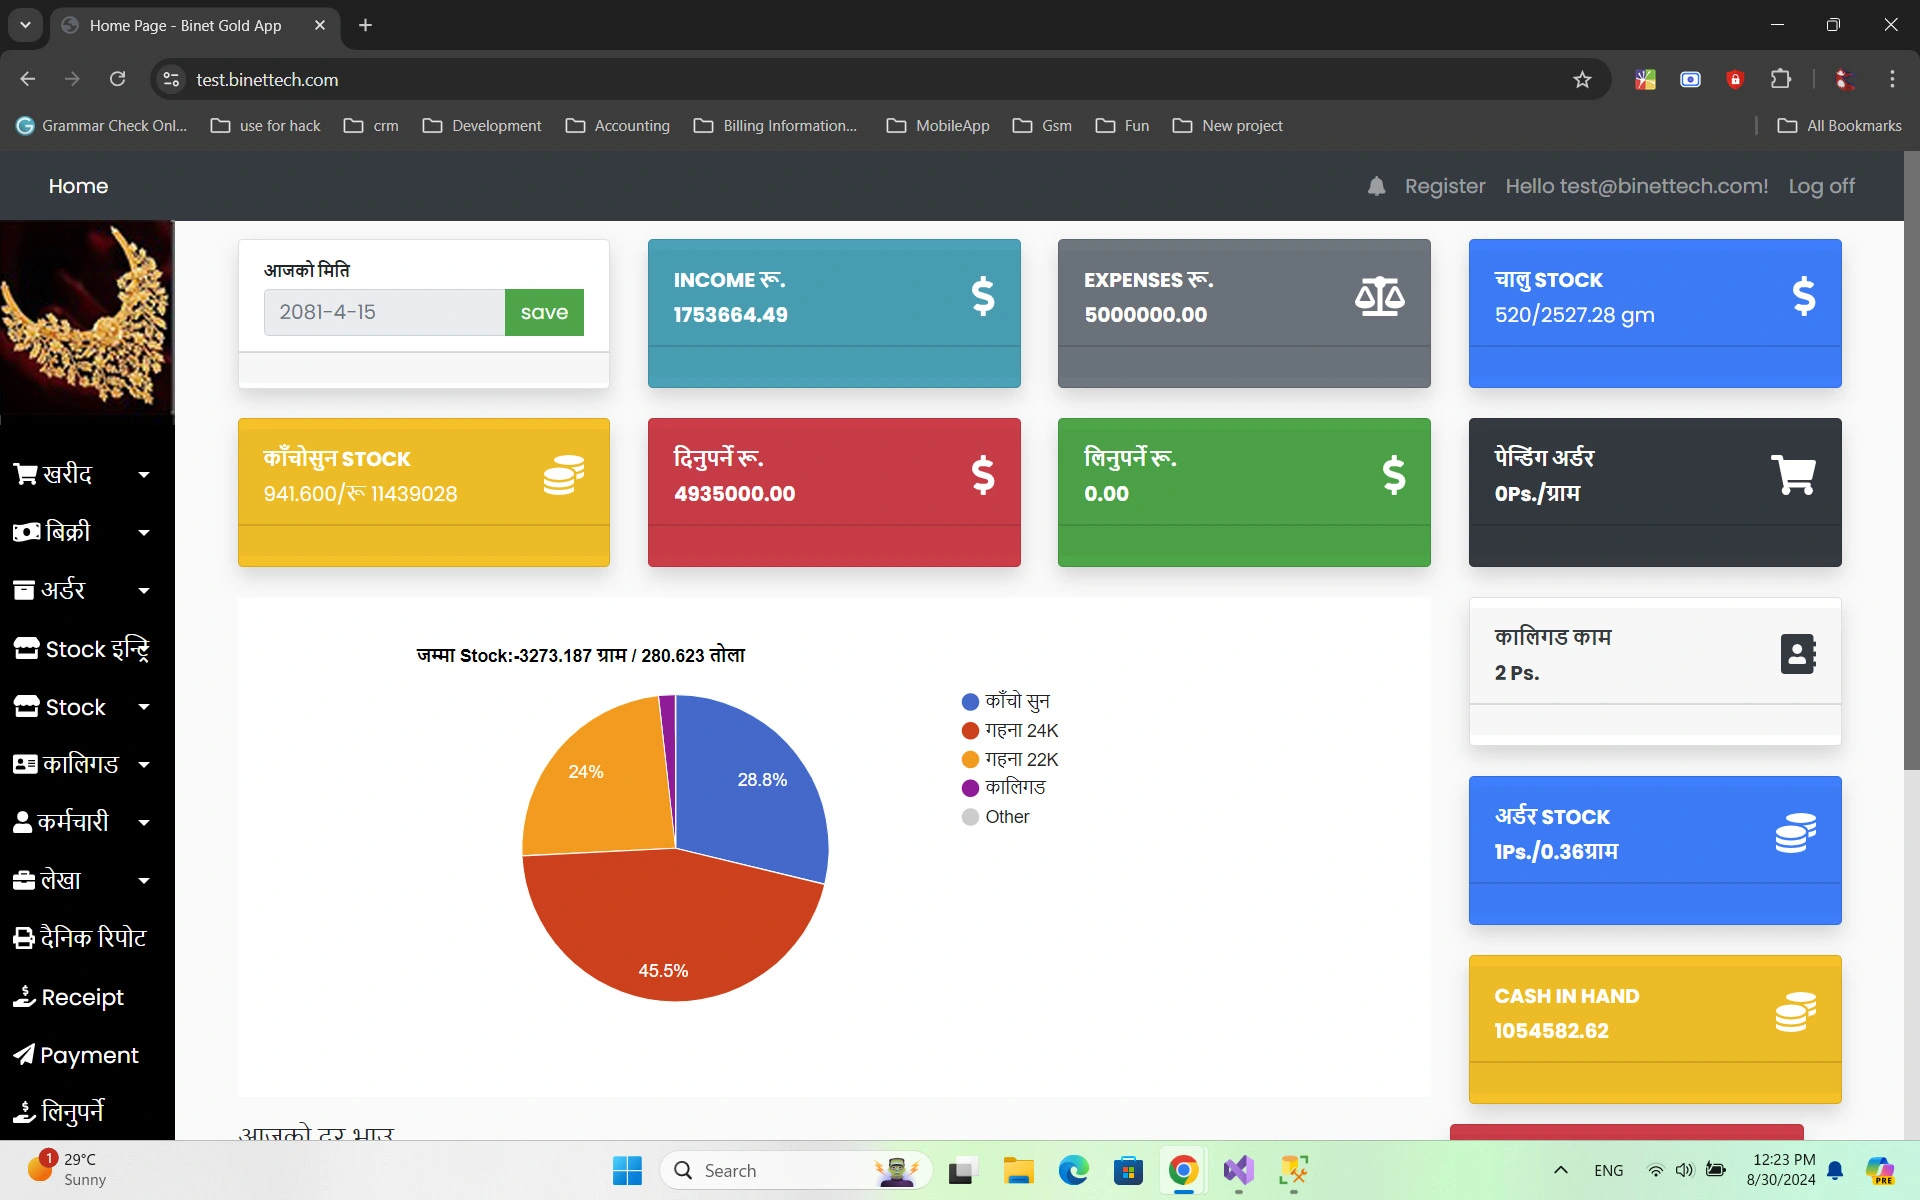 Home Page - Binet Gold App
test.binettech.com
Grammar Check Onl... use for hack crm Development Accounting Billing Information... MobileApp Gsm Fun New project All Bookmarks
Home Register Hello test@binettech.com! Log off
आजको मिति
2081-4-15 save
INCOME रू.
1753664.49
EXPENSES रू.
5000000.00
चालु STOCK
520/2527.28 gm
काँचोसुन STOCK
941.600/रू 11439028
दिनुपर्ने रू.
4935000.00
लिनुपर्ने रू.
0.00
पेन्डिंग अर्डर
0Ps./ग्राम
खरीद
बिक्री
अर्डर
Stock इन्ट्रि
Stock
कालिगड
कर्मचारी
लेखा
दैनिक रिपोट
Receipt
Payment
लिनुपर्ने
जम्मा Stock:-3273.187 ग्राम / 280.623 तोला
28.8%
45.5%
24%
काँचो सुन
गहना 24K
गहना 22K
कालिगड
Other
कालिगड काम
2 Ps.
अर्डर STOCK
1Ps./0.36ग्राम
CASH IN HAND
1054582.62
आजको दर भाउ
1
29°C
Sunny
Search
PRE
ENG
12:23 PM
8/30/2024